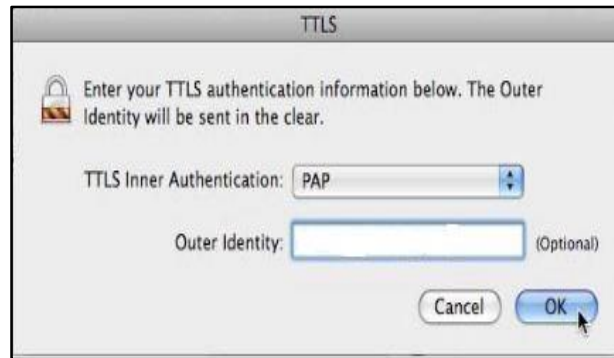 TTLS
Enter your TTLS authentication information below. The Outer
Identity will be sent in the clear.
TTLS Inner Authentication: PAP
Outer Identity: (Optional)
Cancel OK